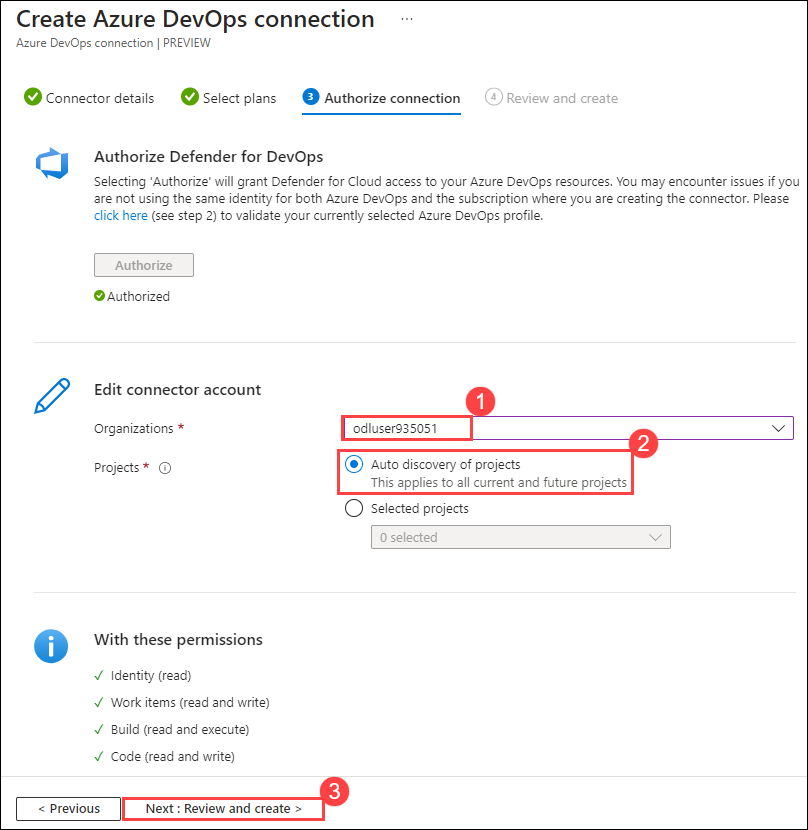 Create Azure DevOps connection ...
Azure DevOps connection | PREVIEW
Connector details Select plans 3 Authorize connection 4 Review and create
Authorize Defender for DevOps
Selecting 'Authorize' will grant Defender for Cloud access to your Azure DevOps resources. You may encounter issues if you
are not using the same identity for both Azure DevOps and the subscription where you are creating the connector. Please
click here (see step 2) to validate your currently selected Azure DevOps profile.
Authorize
Authorized
Edit connector account
1
Organizations * odluser935051
2
Projects * Auto discovery of projects
This applies to all current and future projects
Selected projects
0 selected
With these permissions
Identity (read)
Work items (read and write)
Build (read and execute)
Code (read and write)
3
< Previous Next : Review and create >